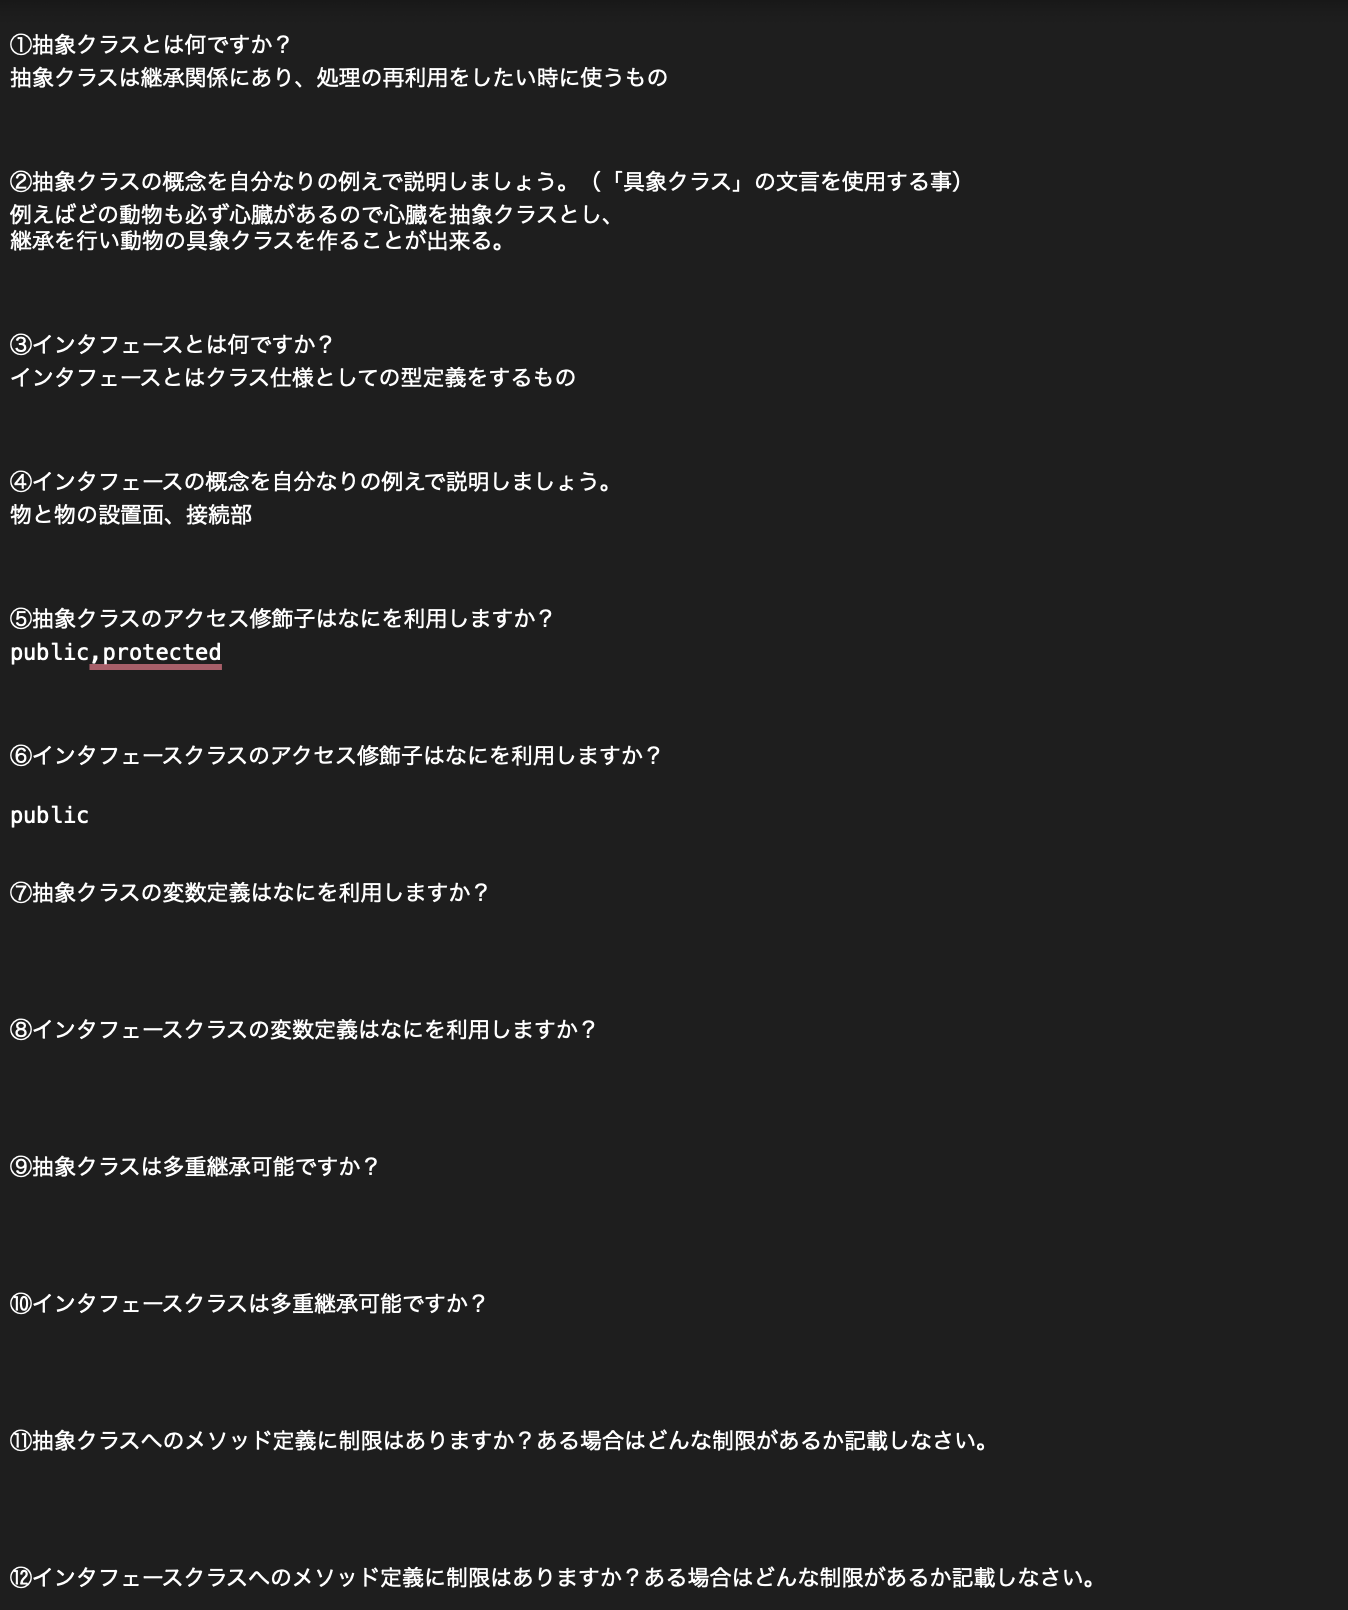 ①抽象クラスとは何ですか？
抽象クラスは継承関係にあり、処理の再利用をしたい時に使うもの
②抽象クラスの概念を自分なりの例えで説明しましょう。（「具象クラス」の文言を使用する事）
例えばどの動物も必ず心臓があるので心臓を抽象クラスとし、
継承を行い動物の具象クラスを作ることが出来る。
③インタフェースとは何ですか？
インタフェースとはクラス仕様としての型定義をするもの
④インタフェースの概念を自分なりの例えで説明しましょう。
物と物の設置面、接続部
⑤抽象クラスのアクセス修飾子はなにを利用しますか？
public,protected
⑥インタフェースクラスのアクセス修飾子はなにを利用しますか？
public
⑦抽象クラスの変数定義はなにを利用しますか？
⑧インタフェースクラスの変数定義はなにを利用しますか？
⑨抽象クラスは多重継承可能ですか？
⑩インタフェースクラスは多重継承可能ですか？
⑪抽象クラスへのメソッド定義に制限はありますか？ある場合はどんな制限があるか記載しなさい。
⑫インタフェースクラスへのメソッド定義に制限はありますか？ある場合はどんな制限があるか記載しなさい。